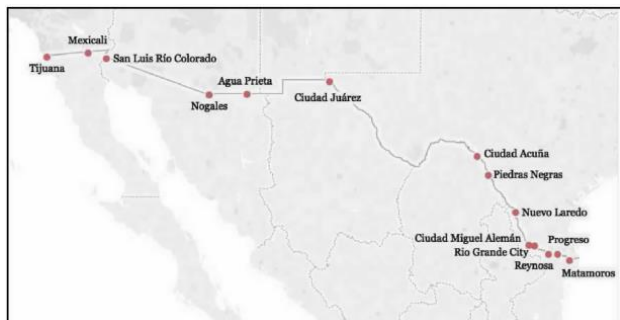 Mexicali
Tijuana
San Luis Río Colorado
Agua Prieta
Nogales
Ciudad Juárez
Ciudad Acuña
Piedras Negras
Nuevo Laredo
Ciudad Miguel Alemán
Progreso
Rio Grande City
Reynosa
Matamoros